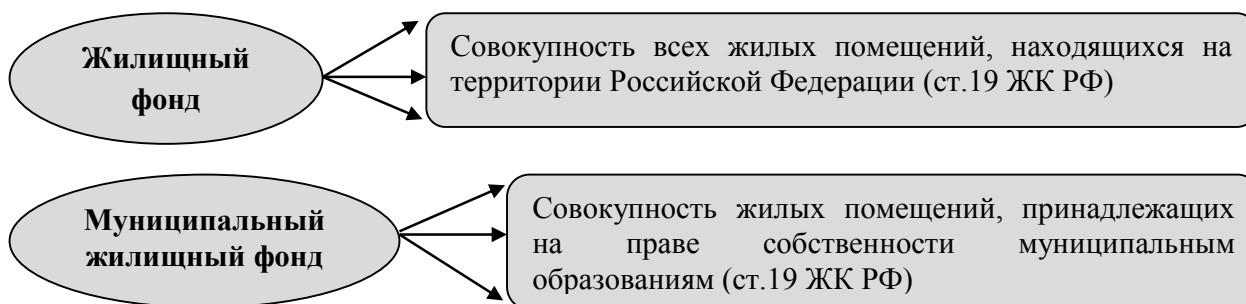 Жилищный
фонд
Совокупность всех жилых помещений, находящихся на
территории Российской Федерации (ст.19 ЖК РФ)
Муниципальный
жилищный фонд
Совокупность жилых помещений, принадлежащих
на праве собственности муниципальным
образованиям (ст.19 ЖК РФ)